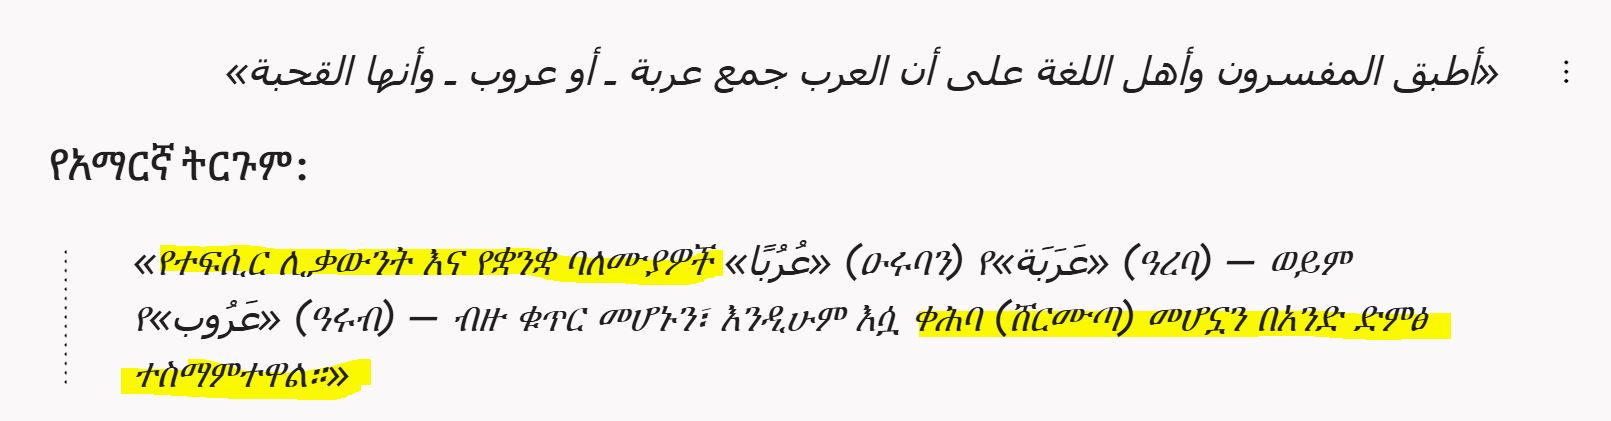 «أطبق المفسرون وأهل اللغة على أن العرب جمع عربة ـ أو عروب ـ وأنها القحبة»
የአማርኛ ትርጉም:
«የተፍሲር ሊቃውንት እና የቋንቋ ባለሙያዎች «عُرُبًا» (ዑሩባን) የ«عَرَبَة» (ዓረባ) — ወይም
የ«عَرُوب» (ዓሩብ) — ብዙ ቁጥር መሆኑን፣ እንዲሁም እሷ ቀሕባ (ሸርሙጣ) መሆኗን በአንድ ድምፅ
ተስማምተዋል።»